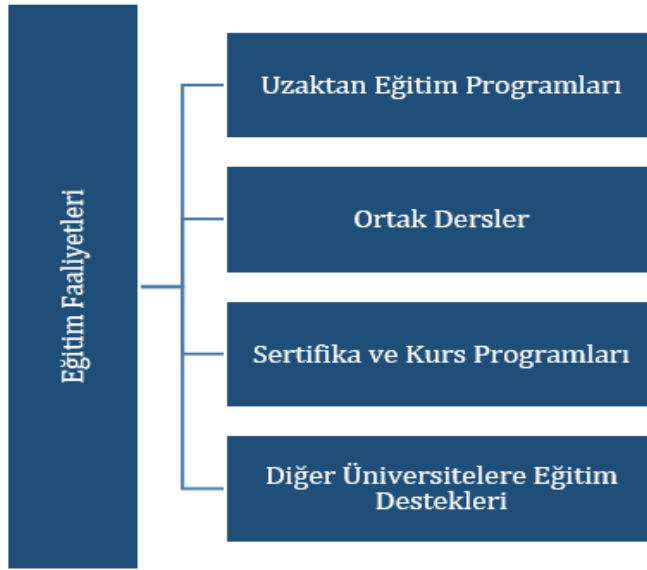 Eğitim Faaliyetleri
Uzaktan Eğitim Programları
Ortak Dersler
Sertifika ve Kurs Programları
Diğer Üniversitelere Eğitim
Destekleri